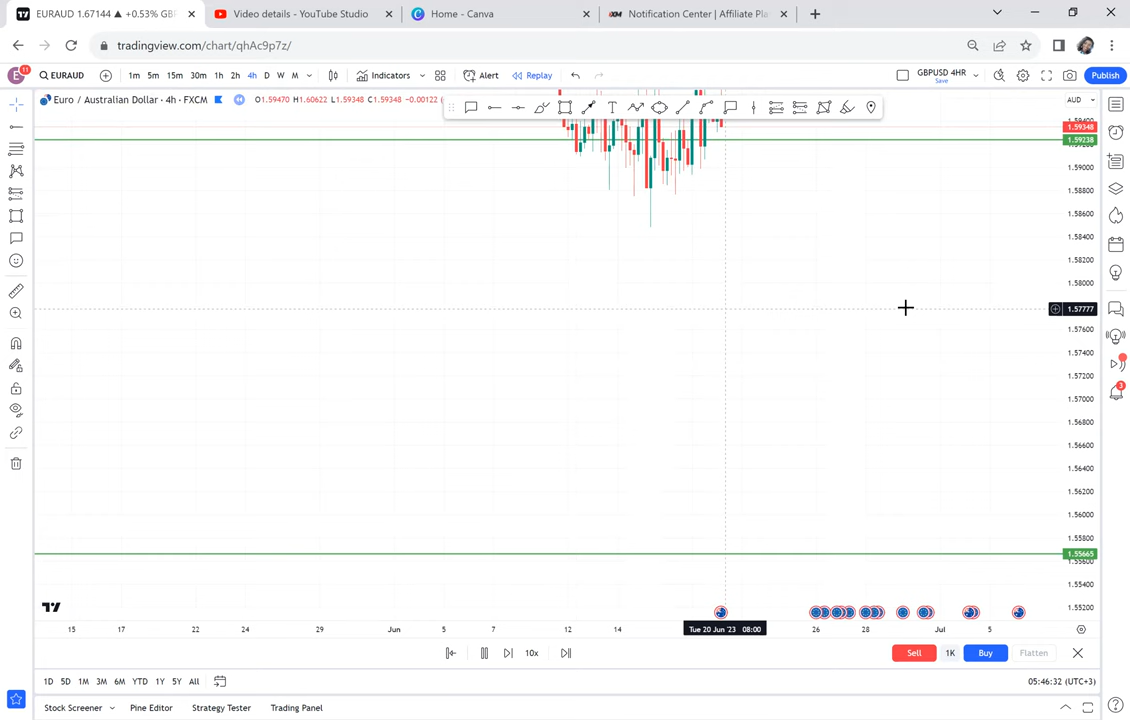 EURAUD 1.67144 ▲ +0.53% GBP
Video details - YouTube Studio
Home - Canva
Notification Center | Affiliate Pla
tradingview.com/chart/qhAc9p7z/
E
11
EURAUD
1m 5m 15m 30m 1h 2h 4h D W M
Indicators
Alert
Replay
GBPUSD 4HR
Save
Publish
Euro / Australian Dollar · 4h · FXCM
O1.59470 H1.60622 L1.59348 C1.59348 −0.00122 (
AUD
1.59348
1.59238
1.59000
1.58800
1.58600
1.58400
1.58200
1.58000
1.57777
1.57600
1.57400
1.57200
1.57000
1.56800
1.56600
1.56400
1.56200
1.56000
1.55800
1.55665
1.55600
1.55400
1.55200
3
15 17 22 24 29 Jun 5 7 12 14 Tue 20 Jun '23 08:00 26 28 Jul 5
10x
Sell 1K Buy Flatten
1D 5D 1M 3M 6M YTD 1Y 5Y All
05:46:32 (UTC+3)
Stock Screener Pine Editor Strategy Tester Trading Panel